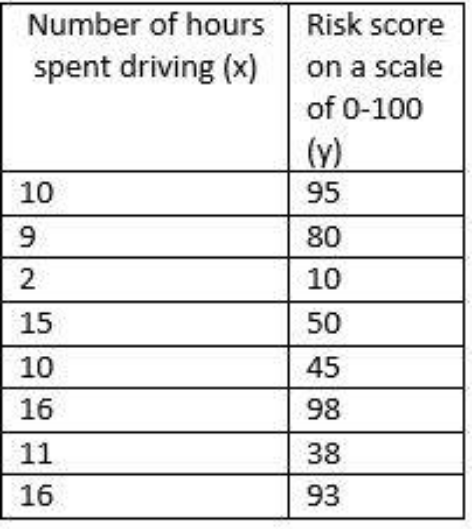 Number of hours
spent driving (x)
Risk score
on a scale
of 0-100
(y)
10 95
9 80
2 10
15 50
10 45
16 98
11 38
16 93